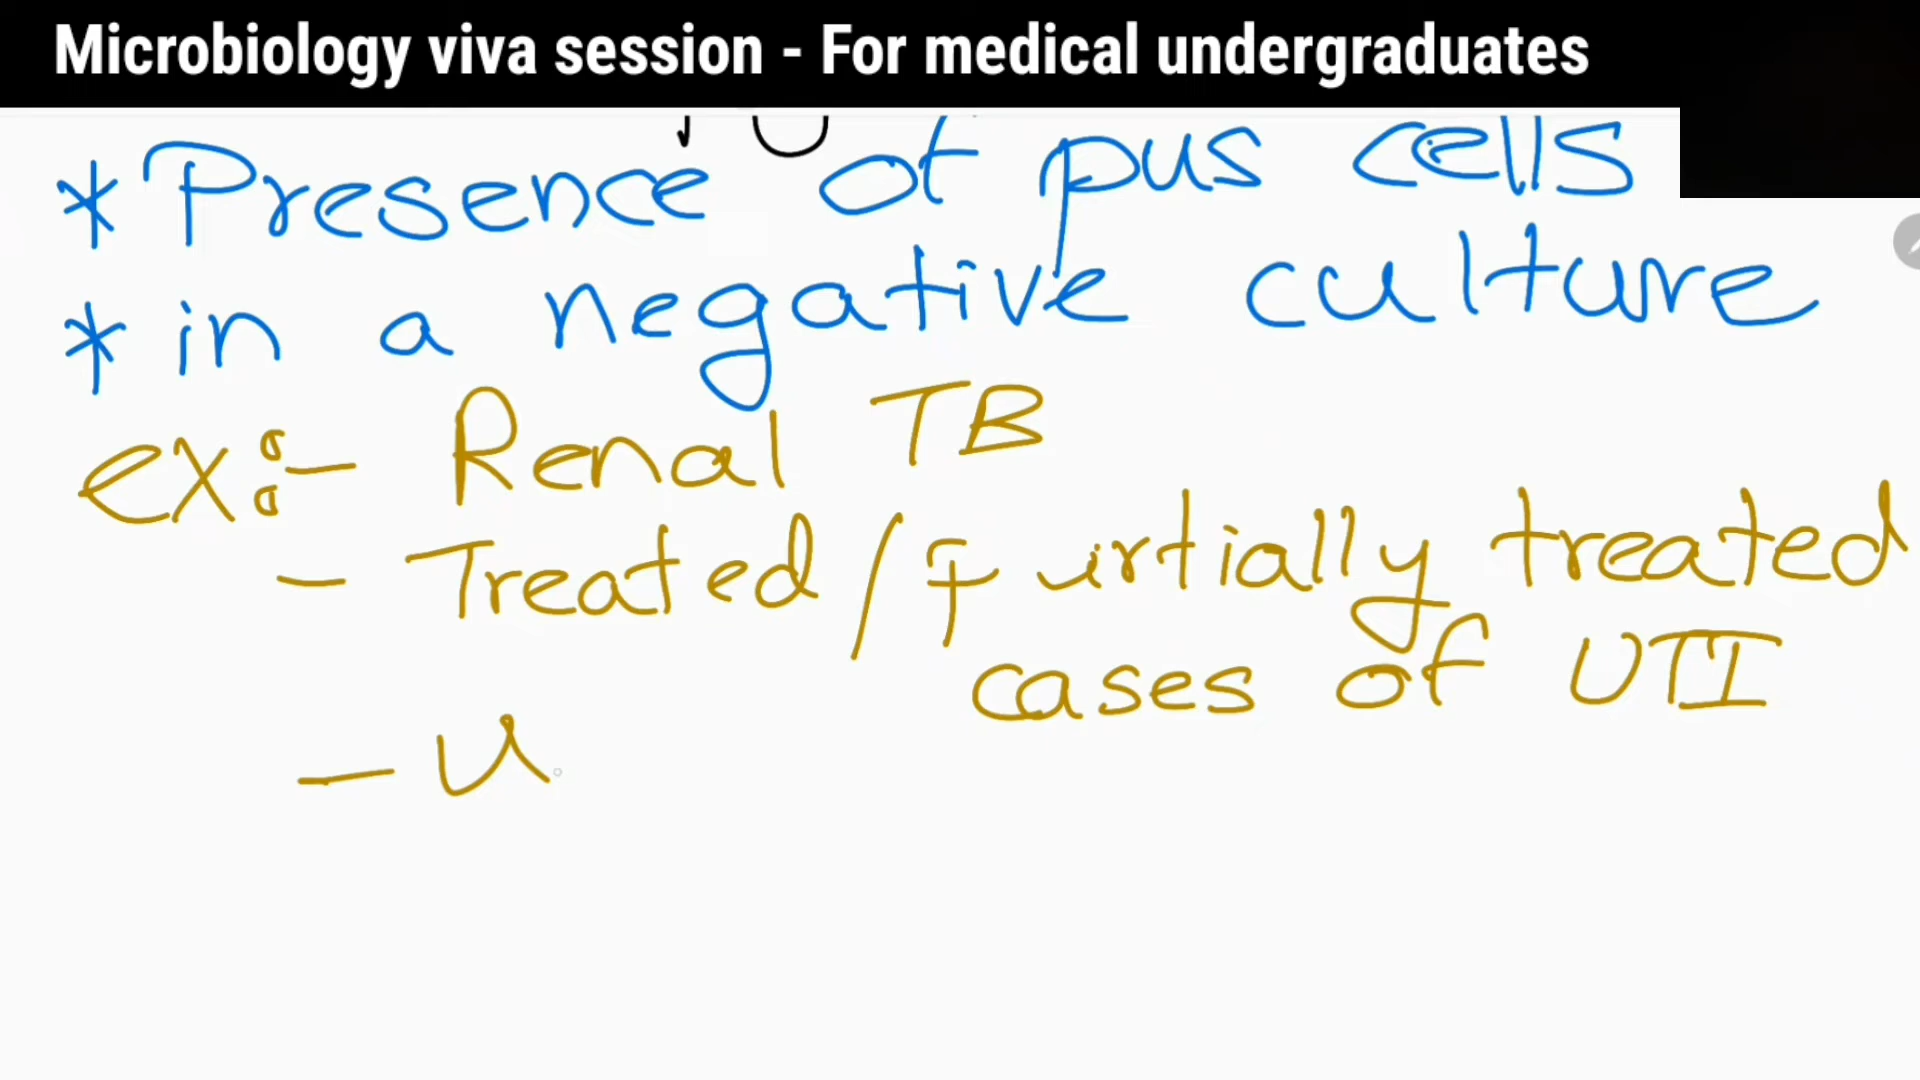 Microbiology viva session - For medical undergraduates
* Presence of pus cells
* in a negative culture
ex:- Renal TB
- Treated / partially treated
cases of UTI
- U